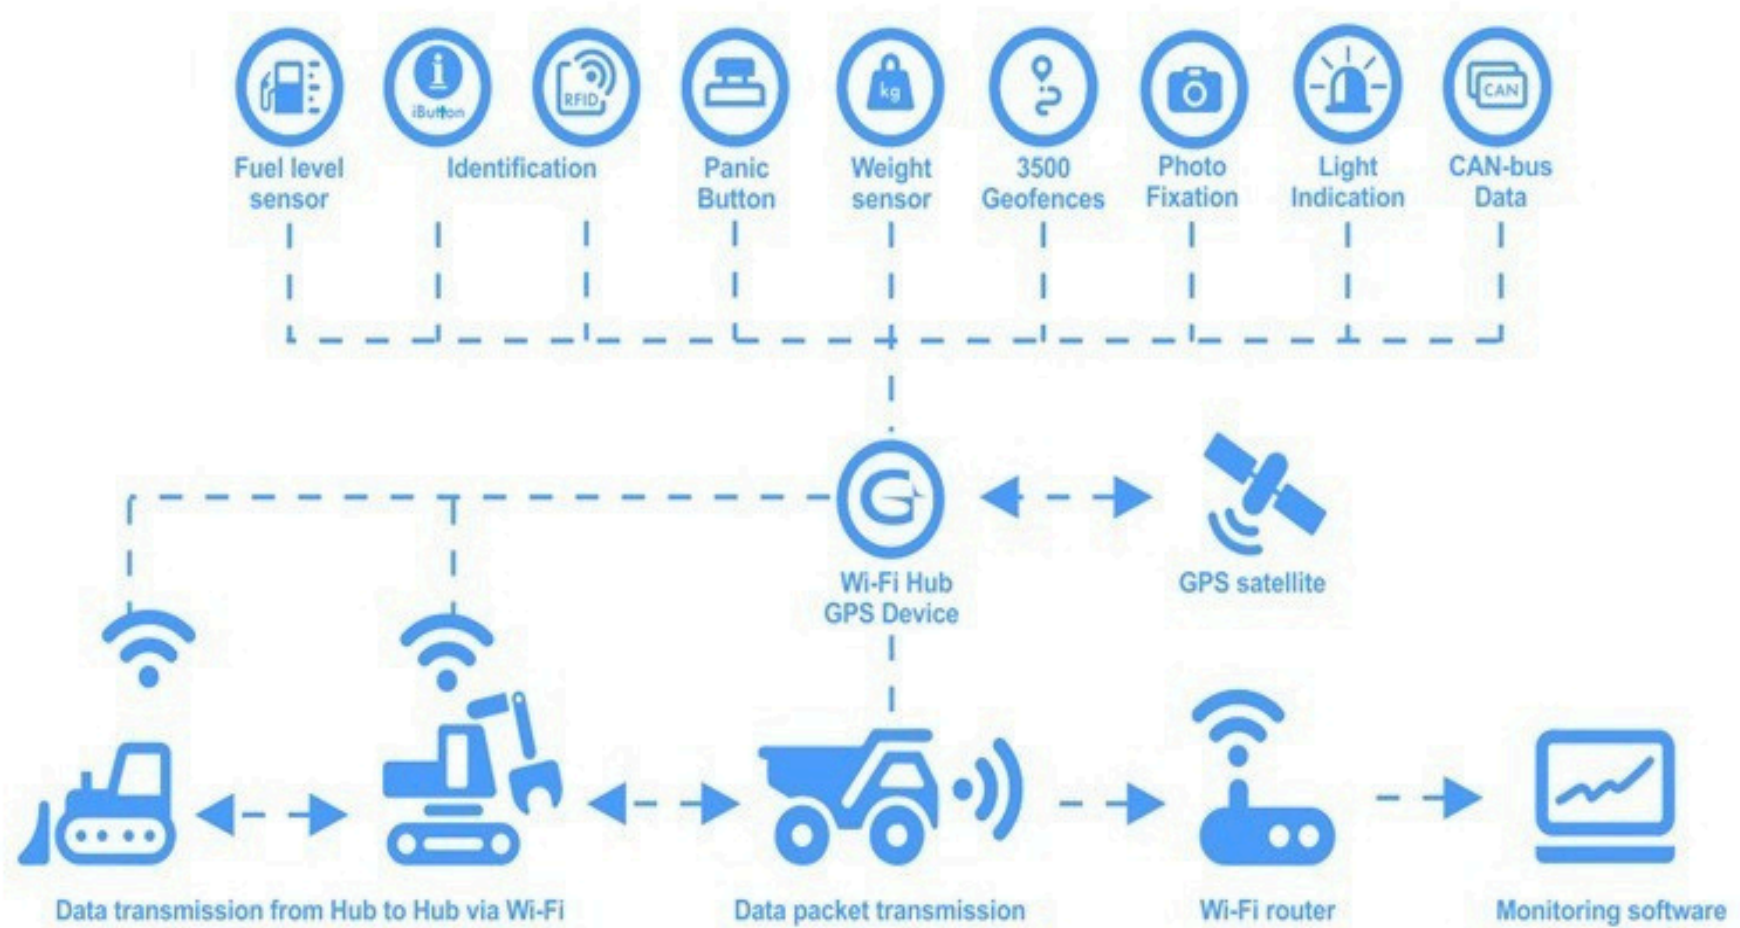 iButton
RFID
kg
CAN
Fuel level
sensor
Identification
Panic
Button
Weight
sensor
3500
Geofences
Photo
Fixation
Light
Indication
CAN-bus
Data
G
Wi-Fi Hub
GPS Device
GPS satellite
Data transmission from Hub to Hub via Wi-Fi
Data packet transmission
Wi-Fi router
Monitoring software